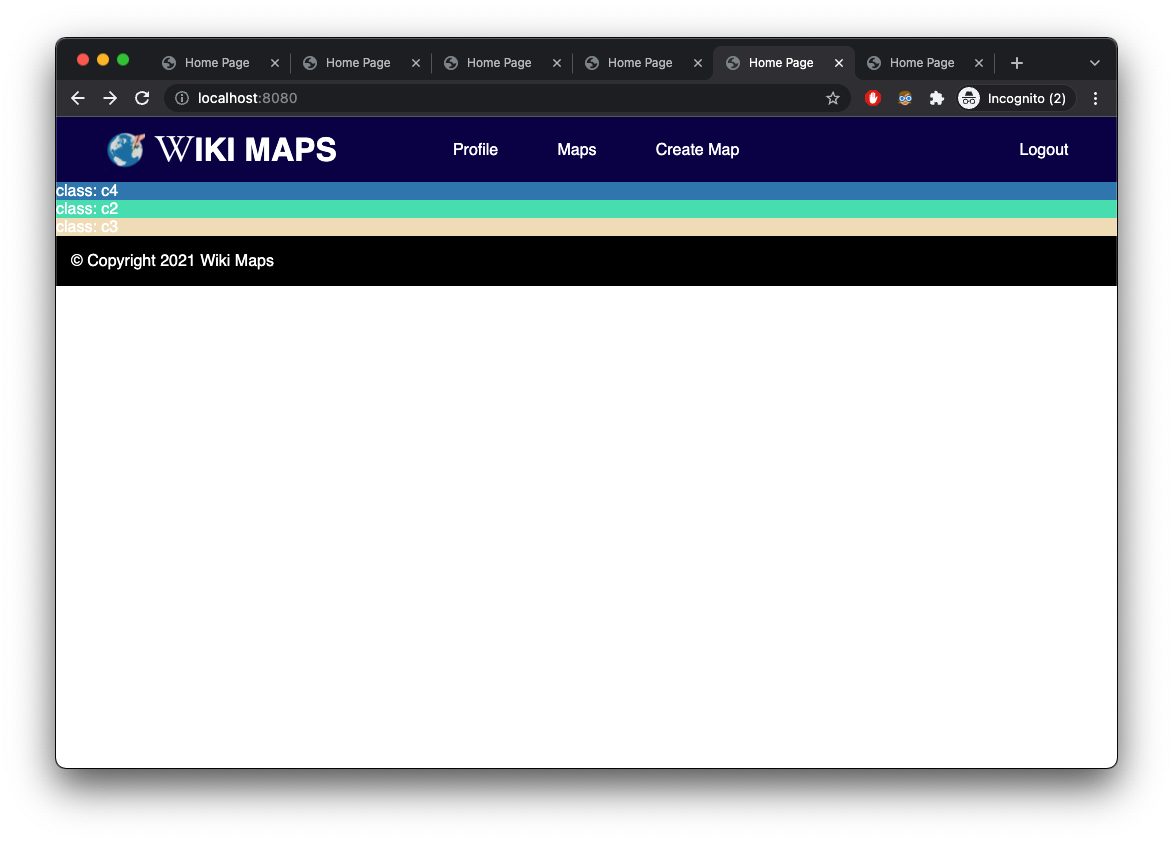 Home Page Home Page Home Page Home Page Home Page Home Page
localhost:8080 Incognito (2)
WIKI MAPS Profile Maps Create Map Logout
class: c4
class: c2
class: c3
© Copyright 2021 Wiki Maps